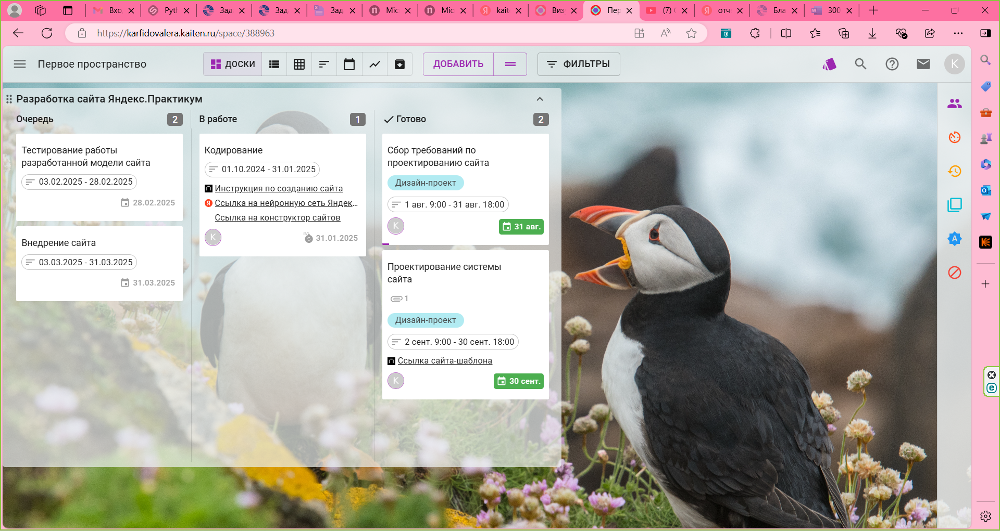 Вхо
Pyth
Зад
Зад
Зад
Mic
Mic
kait
Виз
Пер
(7)
отч
Бла
300
https://karfidovalera.kaiten.ru/space/388963
Первое пространство
ДОСКИ
ДОБАВИТЬ
ФИЛЬТРЫ
K
Разработка сайта Яндекс.Практикум
Очередь 2
Тестирование работы
разработанной модели сайта
03.02.2025 - 28.02.2025
28.02.2025
Внедрение сайта
03.03.2025 - 31.03.2025
31.03.2025
В работе 1
Кодирование
01.10.2024 - 31.01.2025
Инструкция по созданию сайта
Ссылка на нейронную сеть Яндек...
Ссылка на конструктор сайтов
K
31.01.2025
Готово 2
Сбор требований по
проектированию сайта
Дизайн-проект
1 авг. 9:00 - 31 авг. 18:00
K
31 авг.
Проектирование системы
сайта
1
Дизайн-проект
2 сент. 9:00 - 30 сент. 18:00
Ссылка сайта-шаблона
K
30 сент.